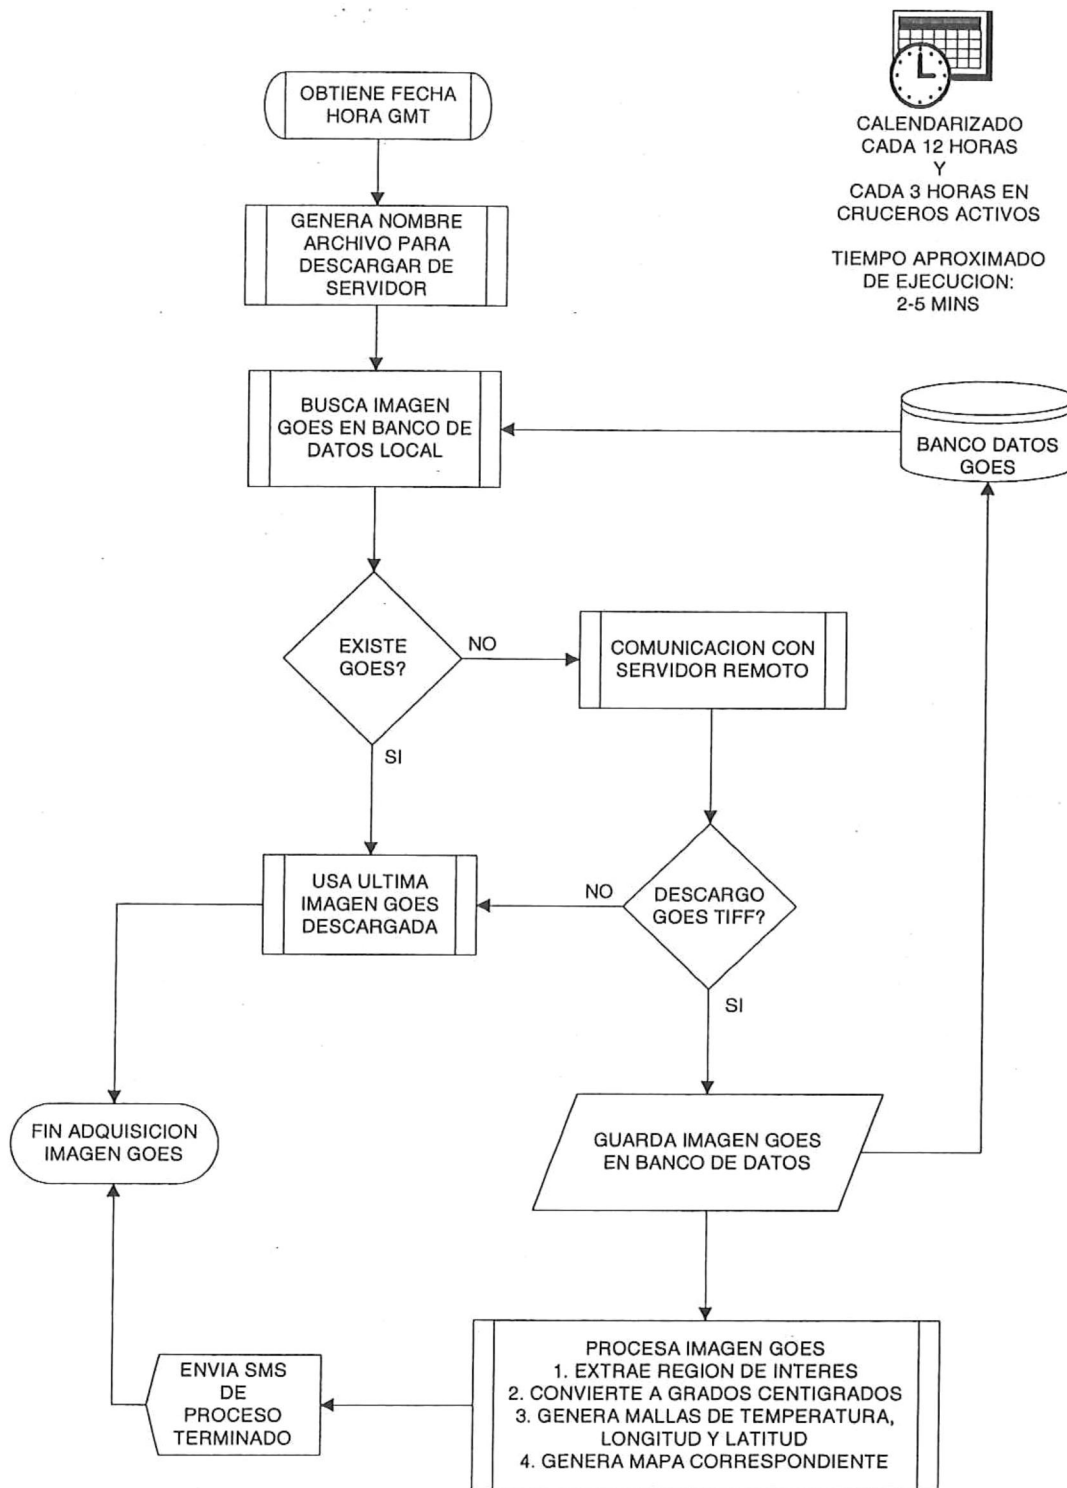 OBTIENE FECHA
HORA GMT
CALENDARIZADO
CADA 12 HORAS
Y
CADA 3 HORAS EN
CRUCEROS ACTIVOS
TIEMPO APROXIMADO
DE EJECUCION:
2-5 MINS
GENERA NOMBRE
ARCHIVO PARA
DESCARGAR DE
SERVIDOR
BUSCA IMAGEN
GOES EN BANCO DE
DATOS LOCAL
BANCO DATOS
GOES
EXISTE
GOES?
NO
COMUNICACION CON
SERVIDOR REMOTO
SI
USA ULTIMA
IMAGEN GOES
DESCARGADA
NO
DESCARGO
GOES TIFF?
SI
FIN ADQUISICION
IMAGEN GOES
GUARDA IMAGEN GOES
EN BANCO DE DATOS
ENVIA SMS
DE
PROCESO
TERMINADO
PROCESA IMAGEN GOES
1. EXTRAE REGION DE INTERES
2. CONVIERTE A GRADOS CENTIGRADOS
3. GENERA MALLAS DE TEMPERATURA,
LONGITUD Y LATITUD
4. GENERA MAPA CORRESPONDIENTE